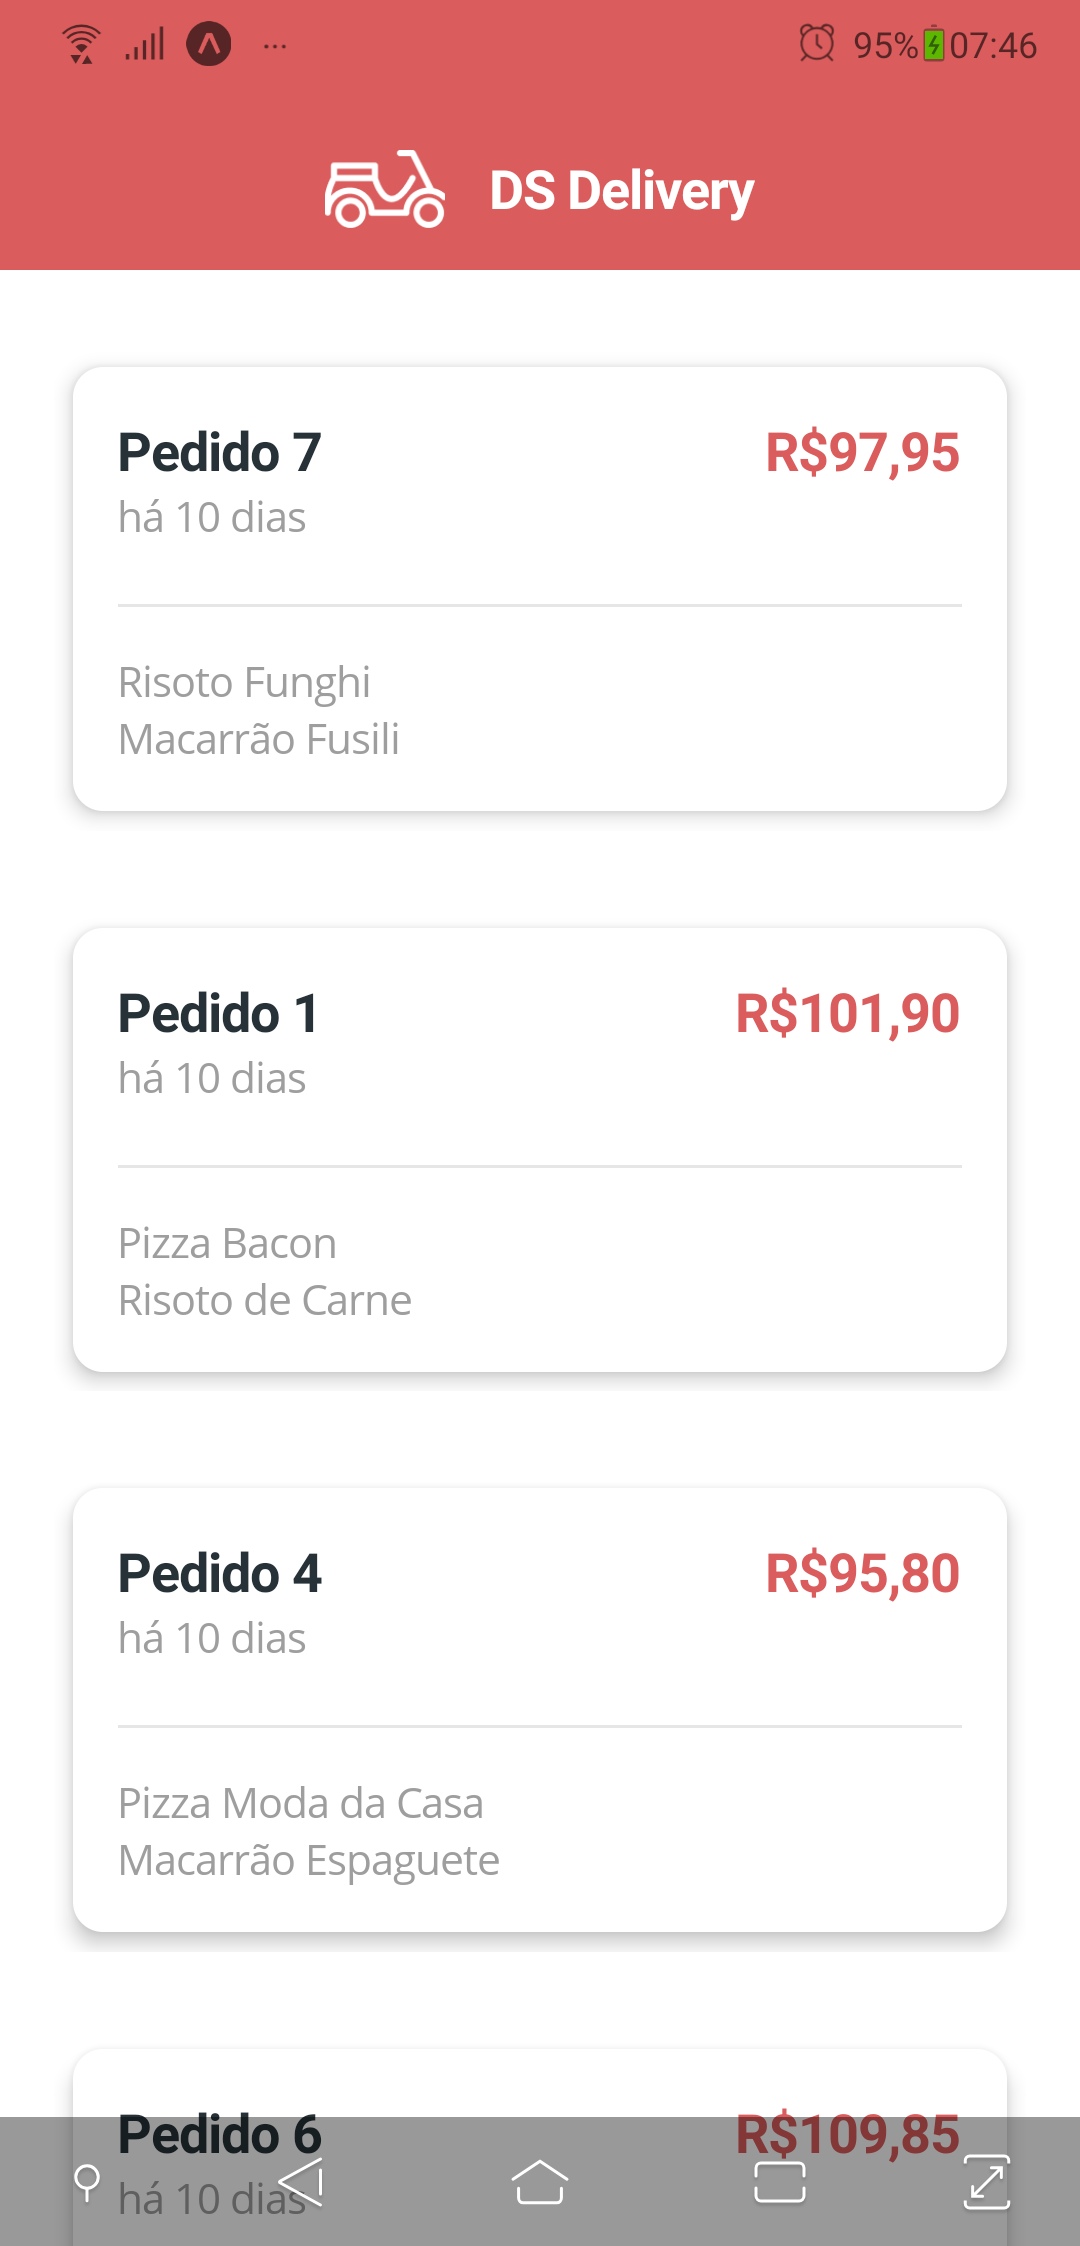 ... 95% 07:46
DS Delivery
Pedido 7 R$97,95
há 10 dias
Risoto Funghi
Macarrão Fusili
Pedido 1 R$101,90
há 10 dias
Pizza Bacon
Risoto de Carne
Pedido 4 R$95,80
há 10 dias
Pizza Moda da Casa
Macarrão Espaguete
Pedido 6 R$109,85
há 10 dias